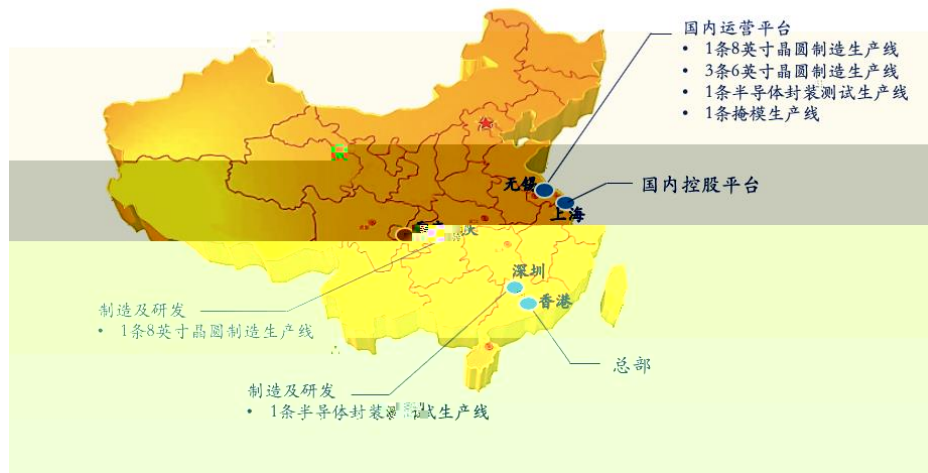 国内运营平台
• 1条8英寸晶圆制造生产线
• 3条6英寸晶圆制造生产线
• 1条半导体封装测试生产线
• 1条掩模生产线
无锡
国内控股平台
上海
深圳
香港
制造及研发
• 1条8英寸晶圆制造生产线
总部
制造及研发
• 1条半导体封装测试生产线